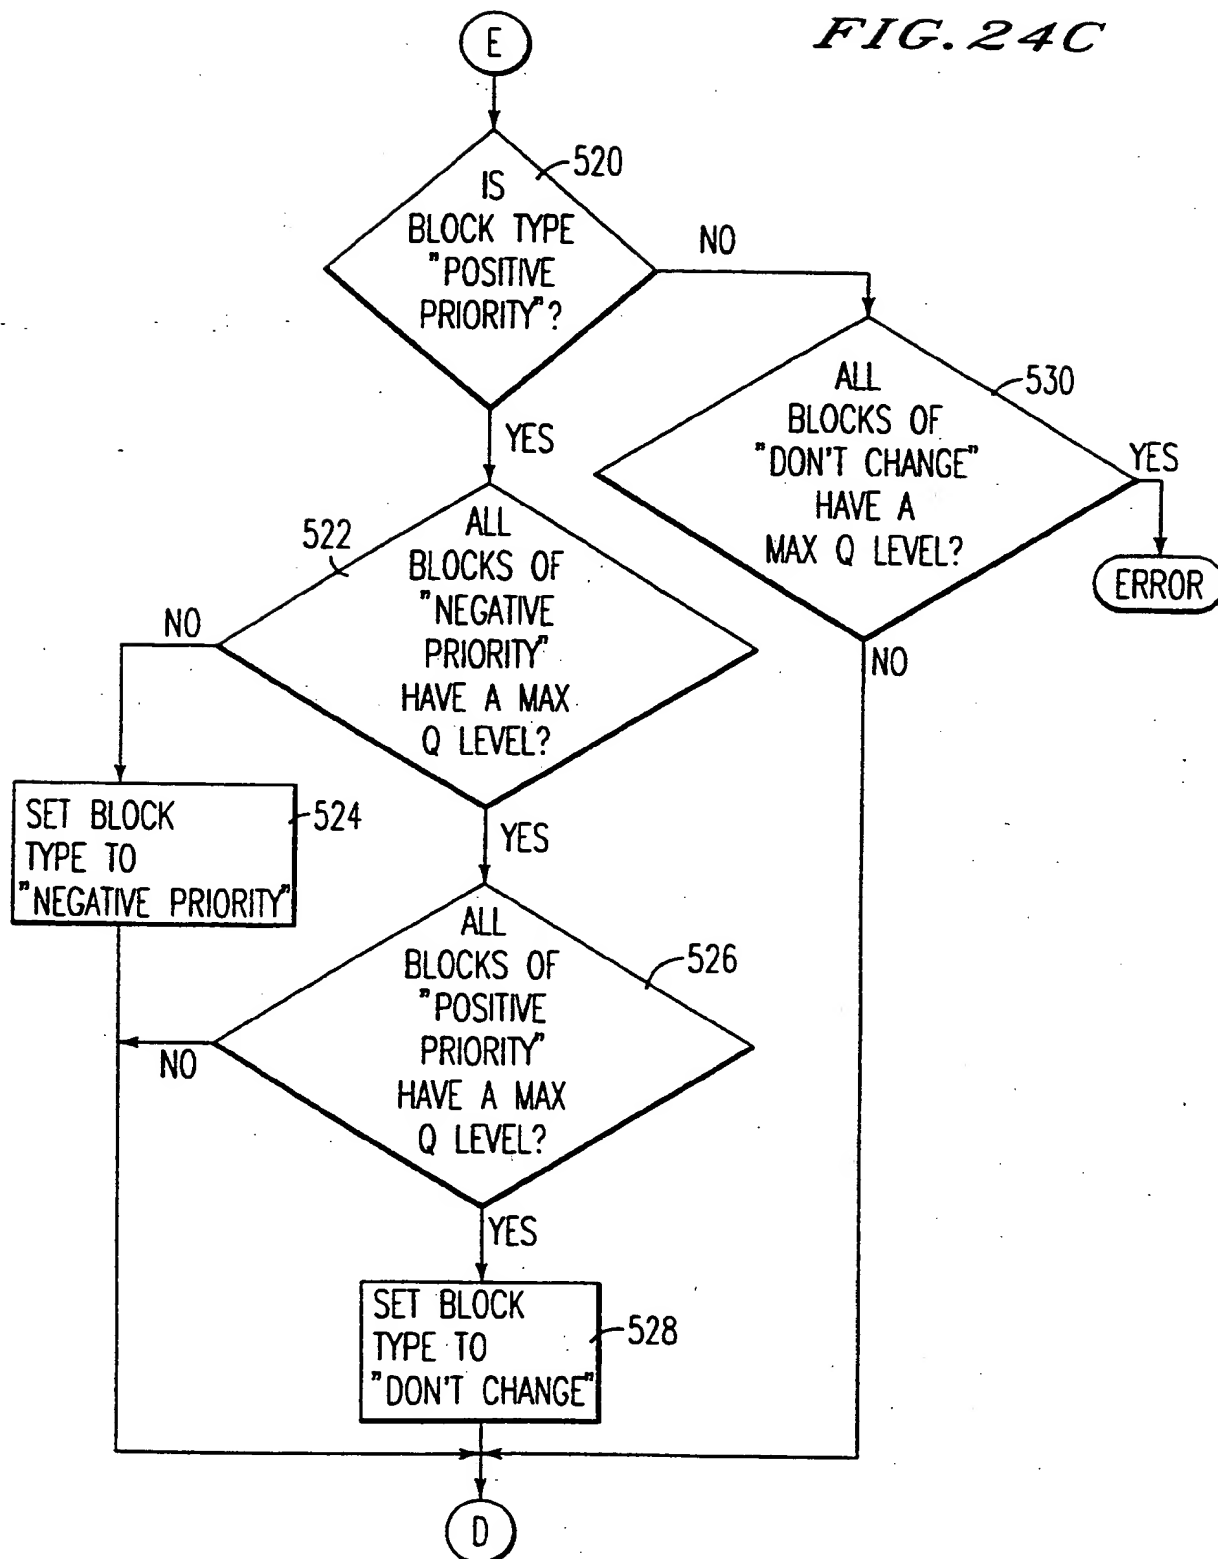 FIG. 24C
E
520
IS
BLOCK TYPE
"POSITIVE
PRIORITY"?
NO
YES
530
ALL
BLOCKS OF
"DON'T CHANGE"
HAVE A
MAX Q LEVEL?
YES
ERROR
NO
522
ALL
BLOCKS OF
"NEGATIVE
PRIORITY"
HAVE A MAX
Q LEVEL?
NO
YES
524
SET BLOCK
TYPE TO
"NEGATIVE PRIORITY"
526
ALL
BLOCKS OF
"POSITIVE
PRIORITY"
HAVE A MAX
Q LEVEL?
NO
YES
528
SET BLOCK
TYPE TO
"DON'T CHANGE"
D